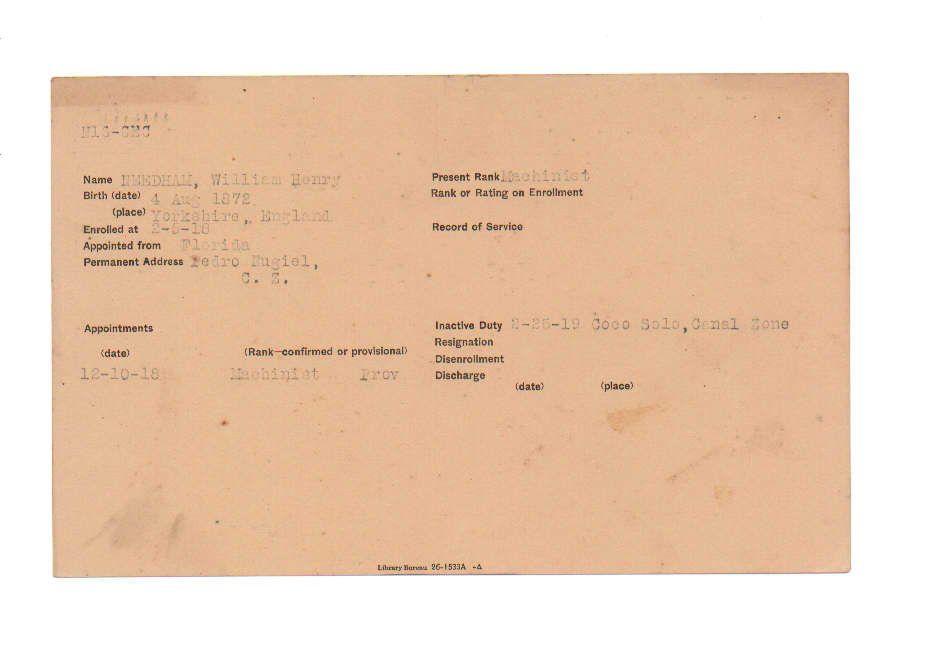 N1S-CMC
Name NEEDHAM, William Henry
Birth (date) 4 Aug 1872
(place) Yorkshire, England
Enrolled at 2-5-18
Appointed from Florida
Permanent Address Pedro Nugiel,
C. Z.
Present Rank Machinist
Rank or Rating on Enrollment
Record of Service
Appointments
(date) (Rank—confirmed or provisional)
12-10-18 Machinist Prov
Inactive Duty 2-25-19 Coco Solo, Canal Zone
Resignation
Disenrollment
Discharge
(date) (place)
Library Bureau 26-1533A